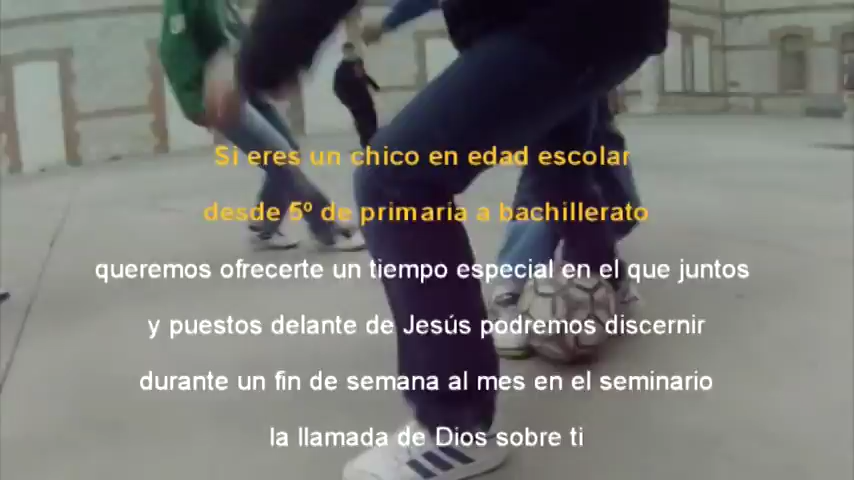 Si eres un chico en edad escolar
desde 5º de primaria a bachillerato
queremos ofrecerte un tiempo especial en el que juntos
y puestos delante de Jesús podremos discernir
durante un fin de semana al mes en el seminario
la llamada de Dios sobre ti